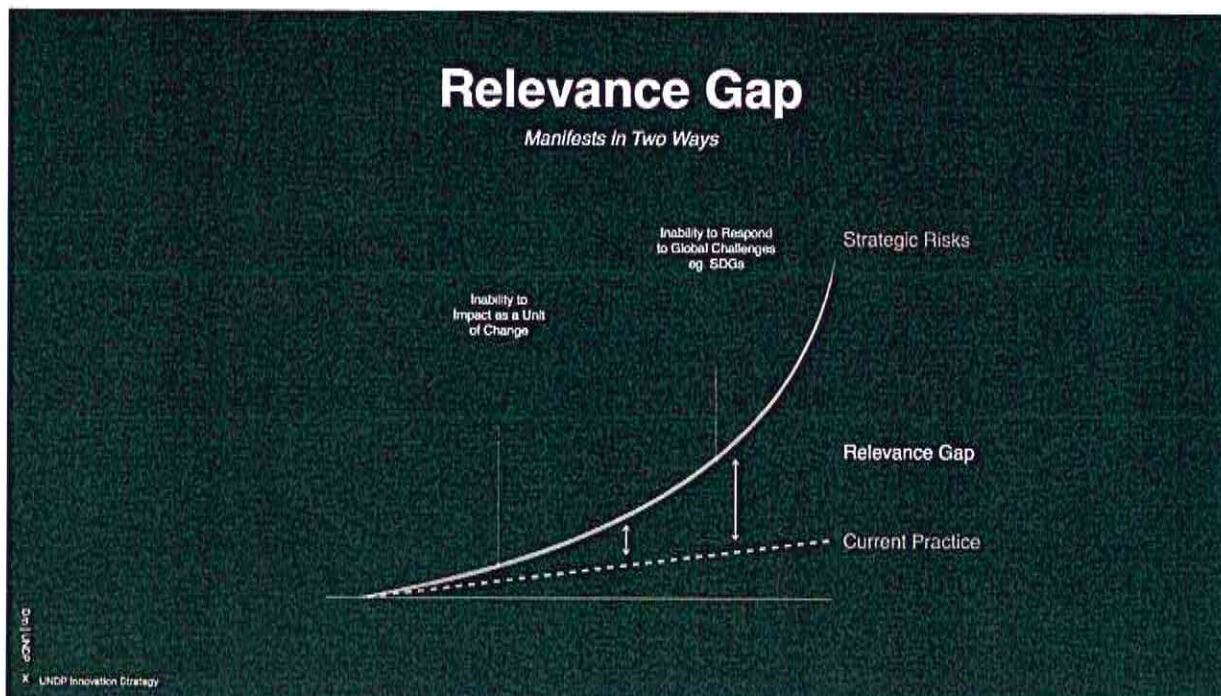 Relevance Gap
Manifests in Two Ways
Inability to Respond
to Global Challenges
eg. SDGs
Strategic Risks
Inability to
Impact as a Unit
of Change
Relevance Gap
Current Practice
UNDP
X UNDP Innovation Strategy